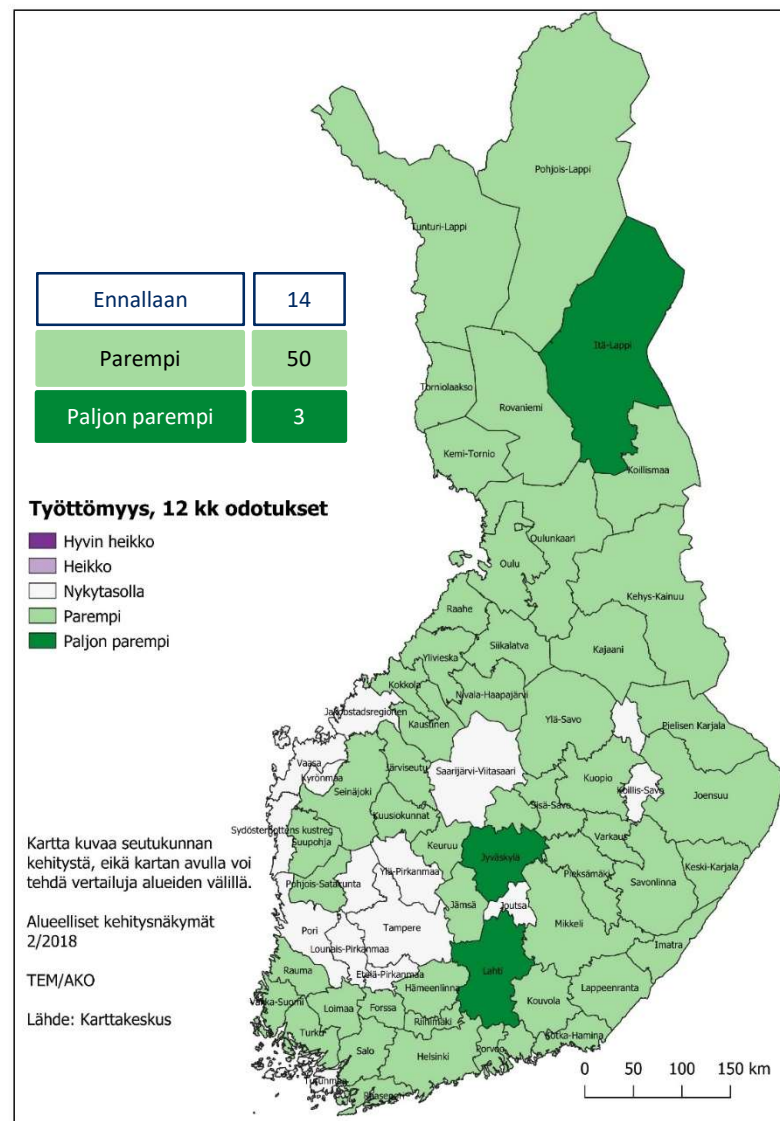 Pohjois-Lappi
Tunturi-Lappi
Ennallaan 14
Parempi 50
Paljon parempi 3
Itä-Lappi
Torniolaakso
Rovaniemi
Kemi-Tornio
Koillismaa
Työttömyys, 12 kk odotukset
Hyvin heikko
Heikko
Nykytasolla
Parempi
Paljon parempi
Oulunkaari
Oulu
Kehys-Kainuu
Raahe
Siikalatva
Kajaani
Ylivieska
Kokkola
Nivala-Haapajärvi
Jakobstadsregionen
Kaustinen
Ylä-Savo
Pielisen Karjala
Vaasa
Kyrönmaa
Järviseutu
Saarijärvi-Viitasaari
Kuopio
Koillis-Savo
Joensuu
Seinäjoki
Kuusiokunnat
Sisä-Savo
Sydösterbottens kustreg
Suupohja
Keuruu
Jyväskylä
Varkaus
Pieksämäki
Keski-Karjala
Savonlinna
Pohjois-Satakunta
Ylä-Pirkanmaa
Jämsä
Joutsa
Mikkeli
Pori
Tampere
Lounais-Pirkanmaa
Imatra
Etelä-Pirkanmaa
Lahti
Rauma
Hämeenlinna
Lappeenranta
Vakka-Suomi
Loimaa
Forssa
Riihimäki
Kouvola
Turku
Salo
Helsinki
Porvoo
Kotka-Hamina
Turunmaa
Raasepori
Kartta kuvaa seutukunnan
kehitystä, eikä kartan avulla voi
tehdä vertailuja alueiden välillä.
Alueelliset kehitysnäkymät
2/2018
TEM/AKO
Lähde: Karttakeskus
0 50 100 150 km